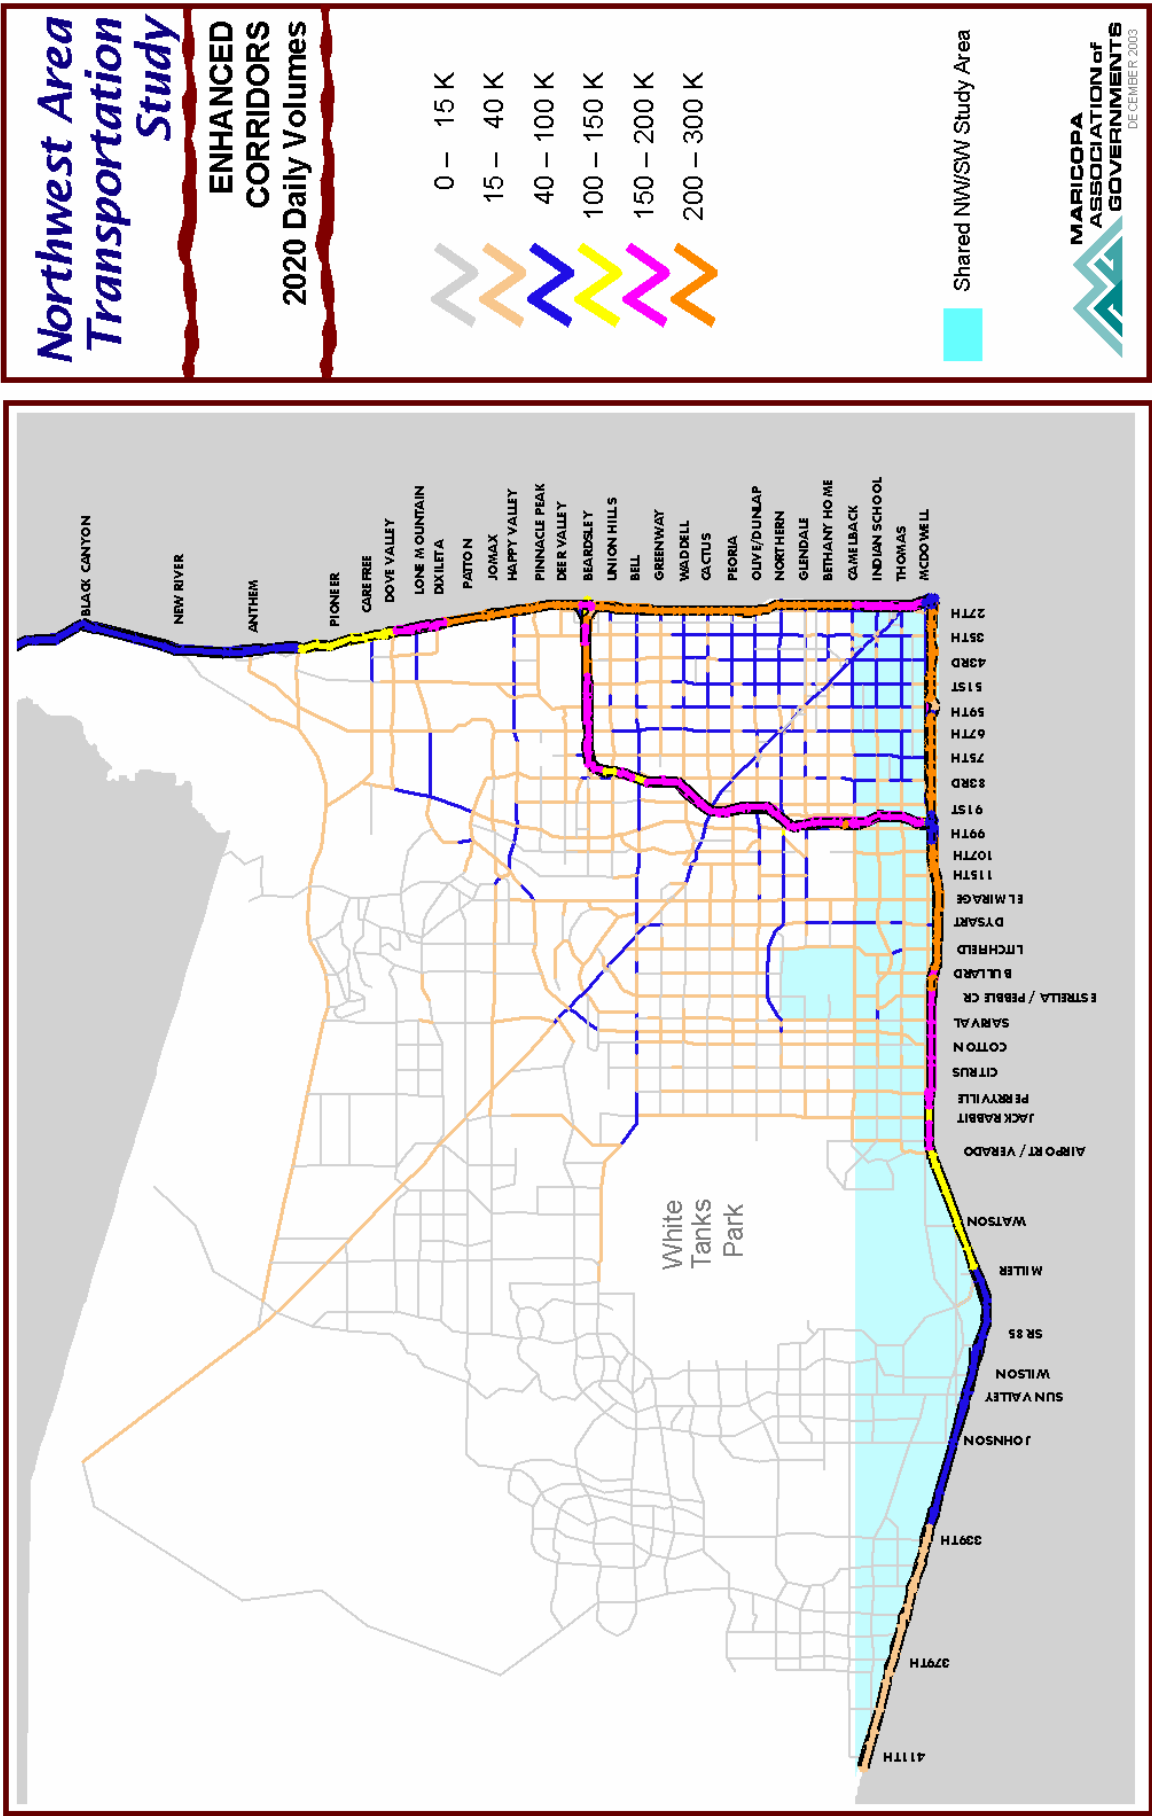 Northwest Area
Transportation
Study
ENHANCED
CORRIDORS
2020 Daily Volumes
0 – 15 K
15 – 40 K
40 – 100 K
100 – 150 K
150 – 200 K
200 – 300 K
Shared NW/SW Study Area
MARICOPA
ASSOCIATION of
GOVERNMENTS
DECEMBER 2003
BLACK CANYON
NEW RIVER
ANTHEM
PIONEER
CAREFREE
DOVE VALLEY
LONE MOUNTAIN
DIXILETA
PATTON
JOMAX
HAPPY VALLEY
PINNACLE PEAK
DEER VALLEY
BEARDSLEY
UNION HILLS
BELL
GREENWAY
WADDELL
CACTUS
PEORIA
OLIVE/DUNLAP
NORTHERN
GLENDALE
BETHANY HOME
CAMELBACK
INDIAN SCHOOL
THOMAS
MCDOWELL
27TH
35TH
43RD
51ST
59TH
67TH
75TH
83RD
91ST
99TH
107TH
115TH
EL MIRAGE
DYSART
LITCHFIELD
BULLARD
ESTRELLA / PEBBLE CR
SARIVAL
COTTON
CITRUS
PERRYVILLE
JACKRABBIT
AIRPORT / VERADO
WATSON
MILLER
SR 85
WILSON
SUN VALLEY
JOHNSON
339TH
379TH
411TH
White
Tanks
Park